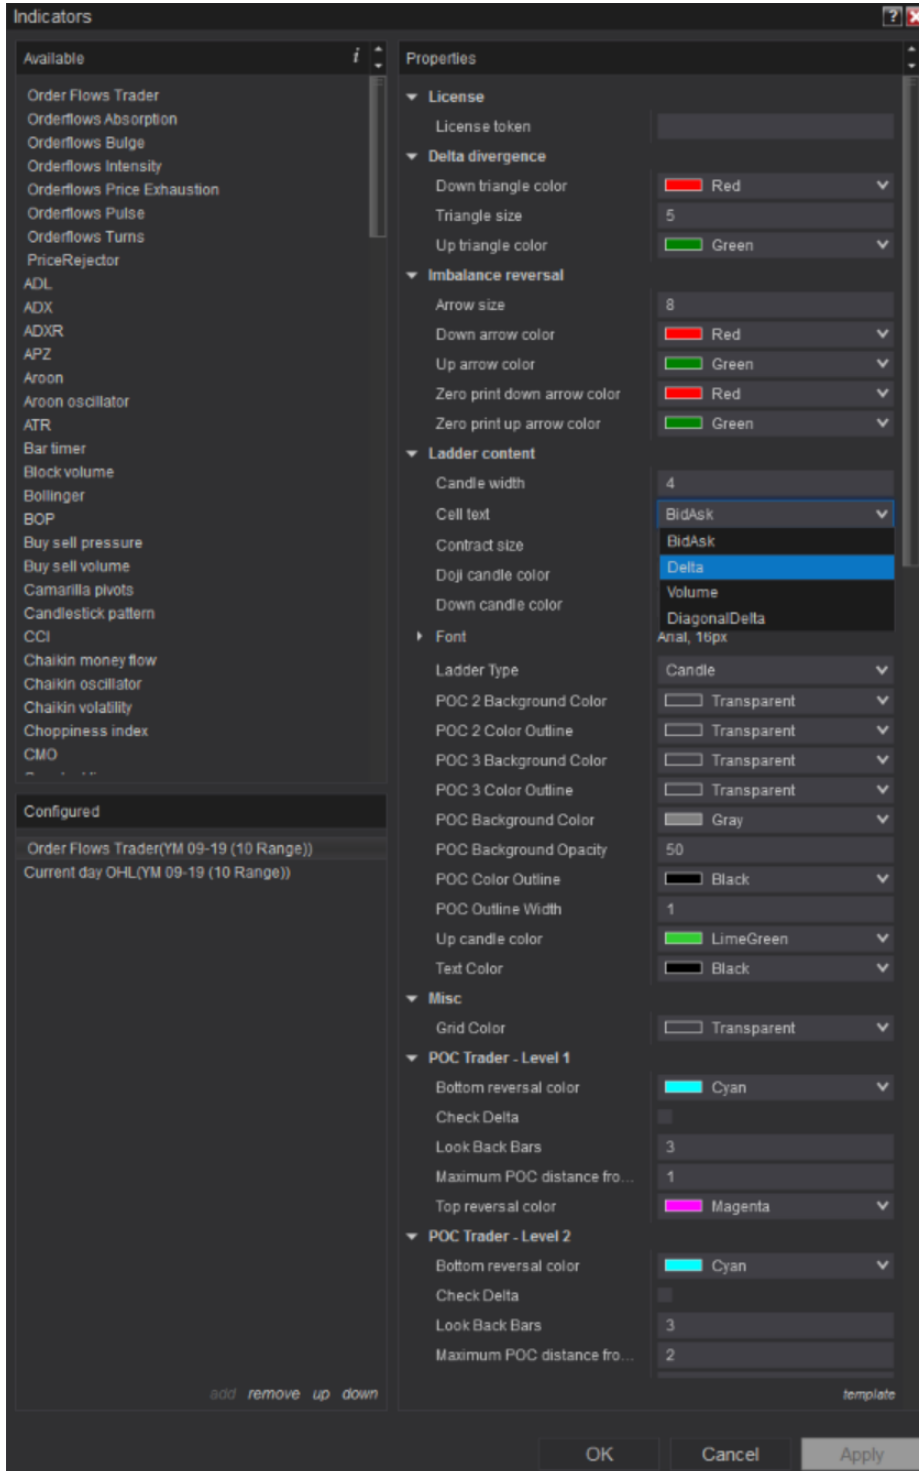 Indicators
?
Available
i
Order Flows Trader
Orderflows Absorption
Orderflows Bulge
Orderflows Intensity
Orderflows Price Exhaustion
Orderflows Pulse
Orderflows Turns
PriceRejector
ADL
ADX
ADXR
APZ
Aroon
Aroon oscillator
ATR
Bar timer
Block volume
Bollinger
BOP
Buy sell pressure
Buy sell volume
Camarilla pivots
Candlestick pattern
CCI
Chaikin money flow
Chaikin oscillator
Chaikin volatility
Choppiness index
CMO
Configured
Order Flows Trader(YM 09-19 (10 Range))
Current day OHL(YM 09-19 (10 Range))
add remove up down
Properties
License
License token
Delta divergence
Down triangle color Red
Triangle size 5
Up triangle color Green
Imbalance reversal
Arrow size 8
Down arrow color Red
Up arrow color Green
Zero print down arrow color Red
Zero print up arrow color Green
Ladder content
Candle width 4
Cell text BidAsk
BidAsk
Contract size
Delta
Doji candle color
Volume
Down candle color
DiagonalDelta
Font Arial, 16px
Ladder Type Candle
POC 2 Background Color Transparent
POC 2 Color Outline Transparent
POC 3 Background Color Transparent
POC 3 Color Outline Transparent
POC Background Color Gray
POC Background Opacity 50
POC Color Outline Black
POC Outline Width 1
Up candle color LimeGreen
Text Color Black
Misc
Grid Color Transparent
POC Trader - Level 1
Bottom reversal color Cyan
Check Delta
Look Back Bars 3
Maximum POC distance fro... 1
Top reversal color Magenta
POC Trader - Level 2
Bottom reversal color Cyan
Check Delta
Look Back Bars 3
Maximum POC distance fro... 2
template
OK Cancel Apply